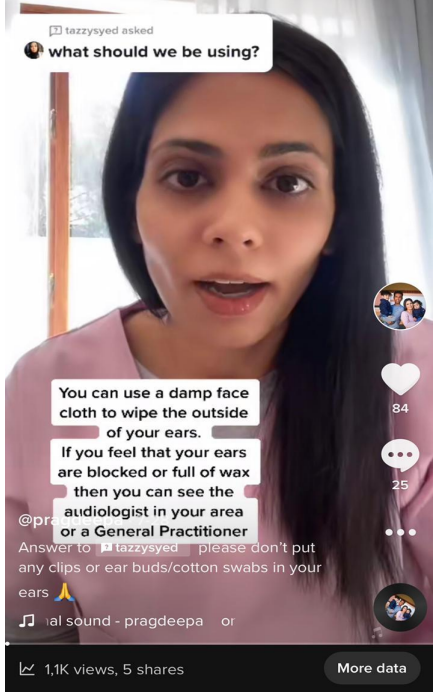 tazzysyed asked
what should we be using?
You can use a damp face
cloth to wipe the outside
of your ears.
If you feel that your ears
are blocked or full of wax
then you can see the
audiologist in your area
or a General Practitioner
84
25
@pragdeepa
Answer to tazzysyed please don't put
any clips or ear buds/cotton swabs in your
ears 🙏
al sound - pragdeepa or
1,1K views, 5 shares
More data